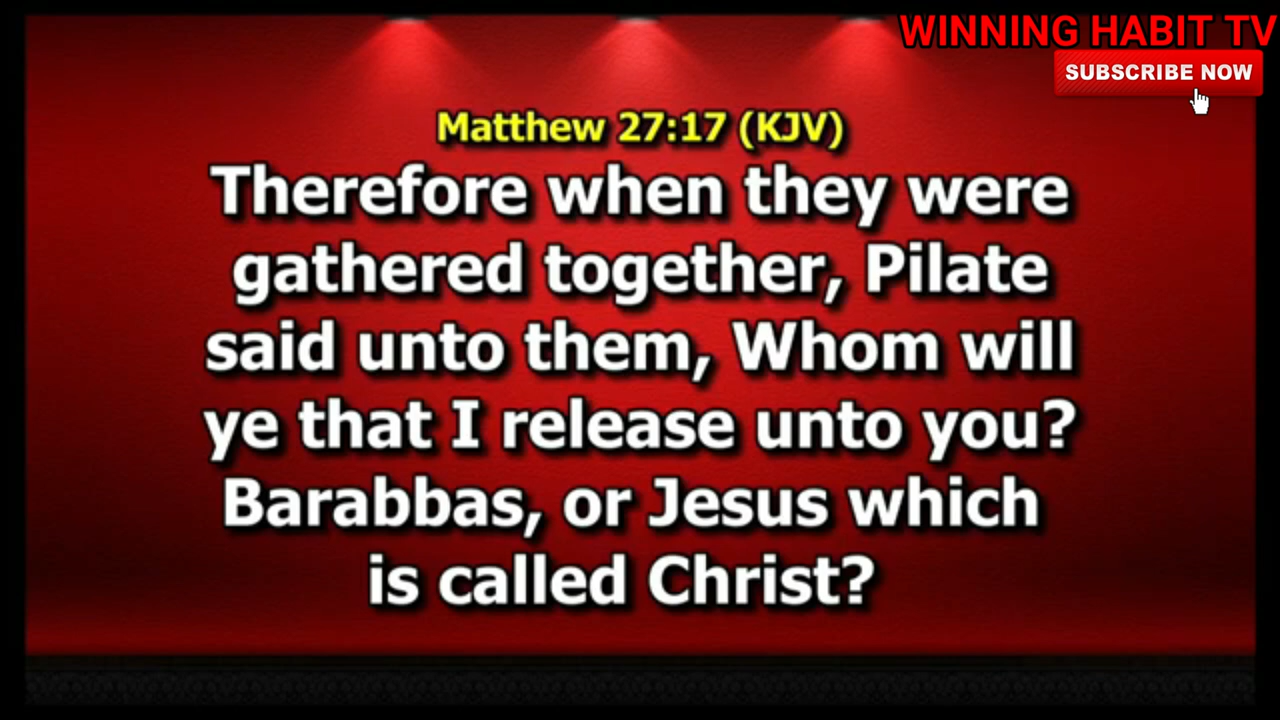 WINNING HABIT TV
SUBSCRIBE NOW
Matthew 27:17 (KJV)
Therefore when they were
gathered together, Pilate
said unto them, Whom will
ye that I release unto you?
Barabbas, or Jesus which
is called Christ?